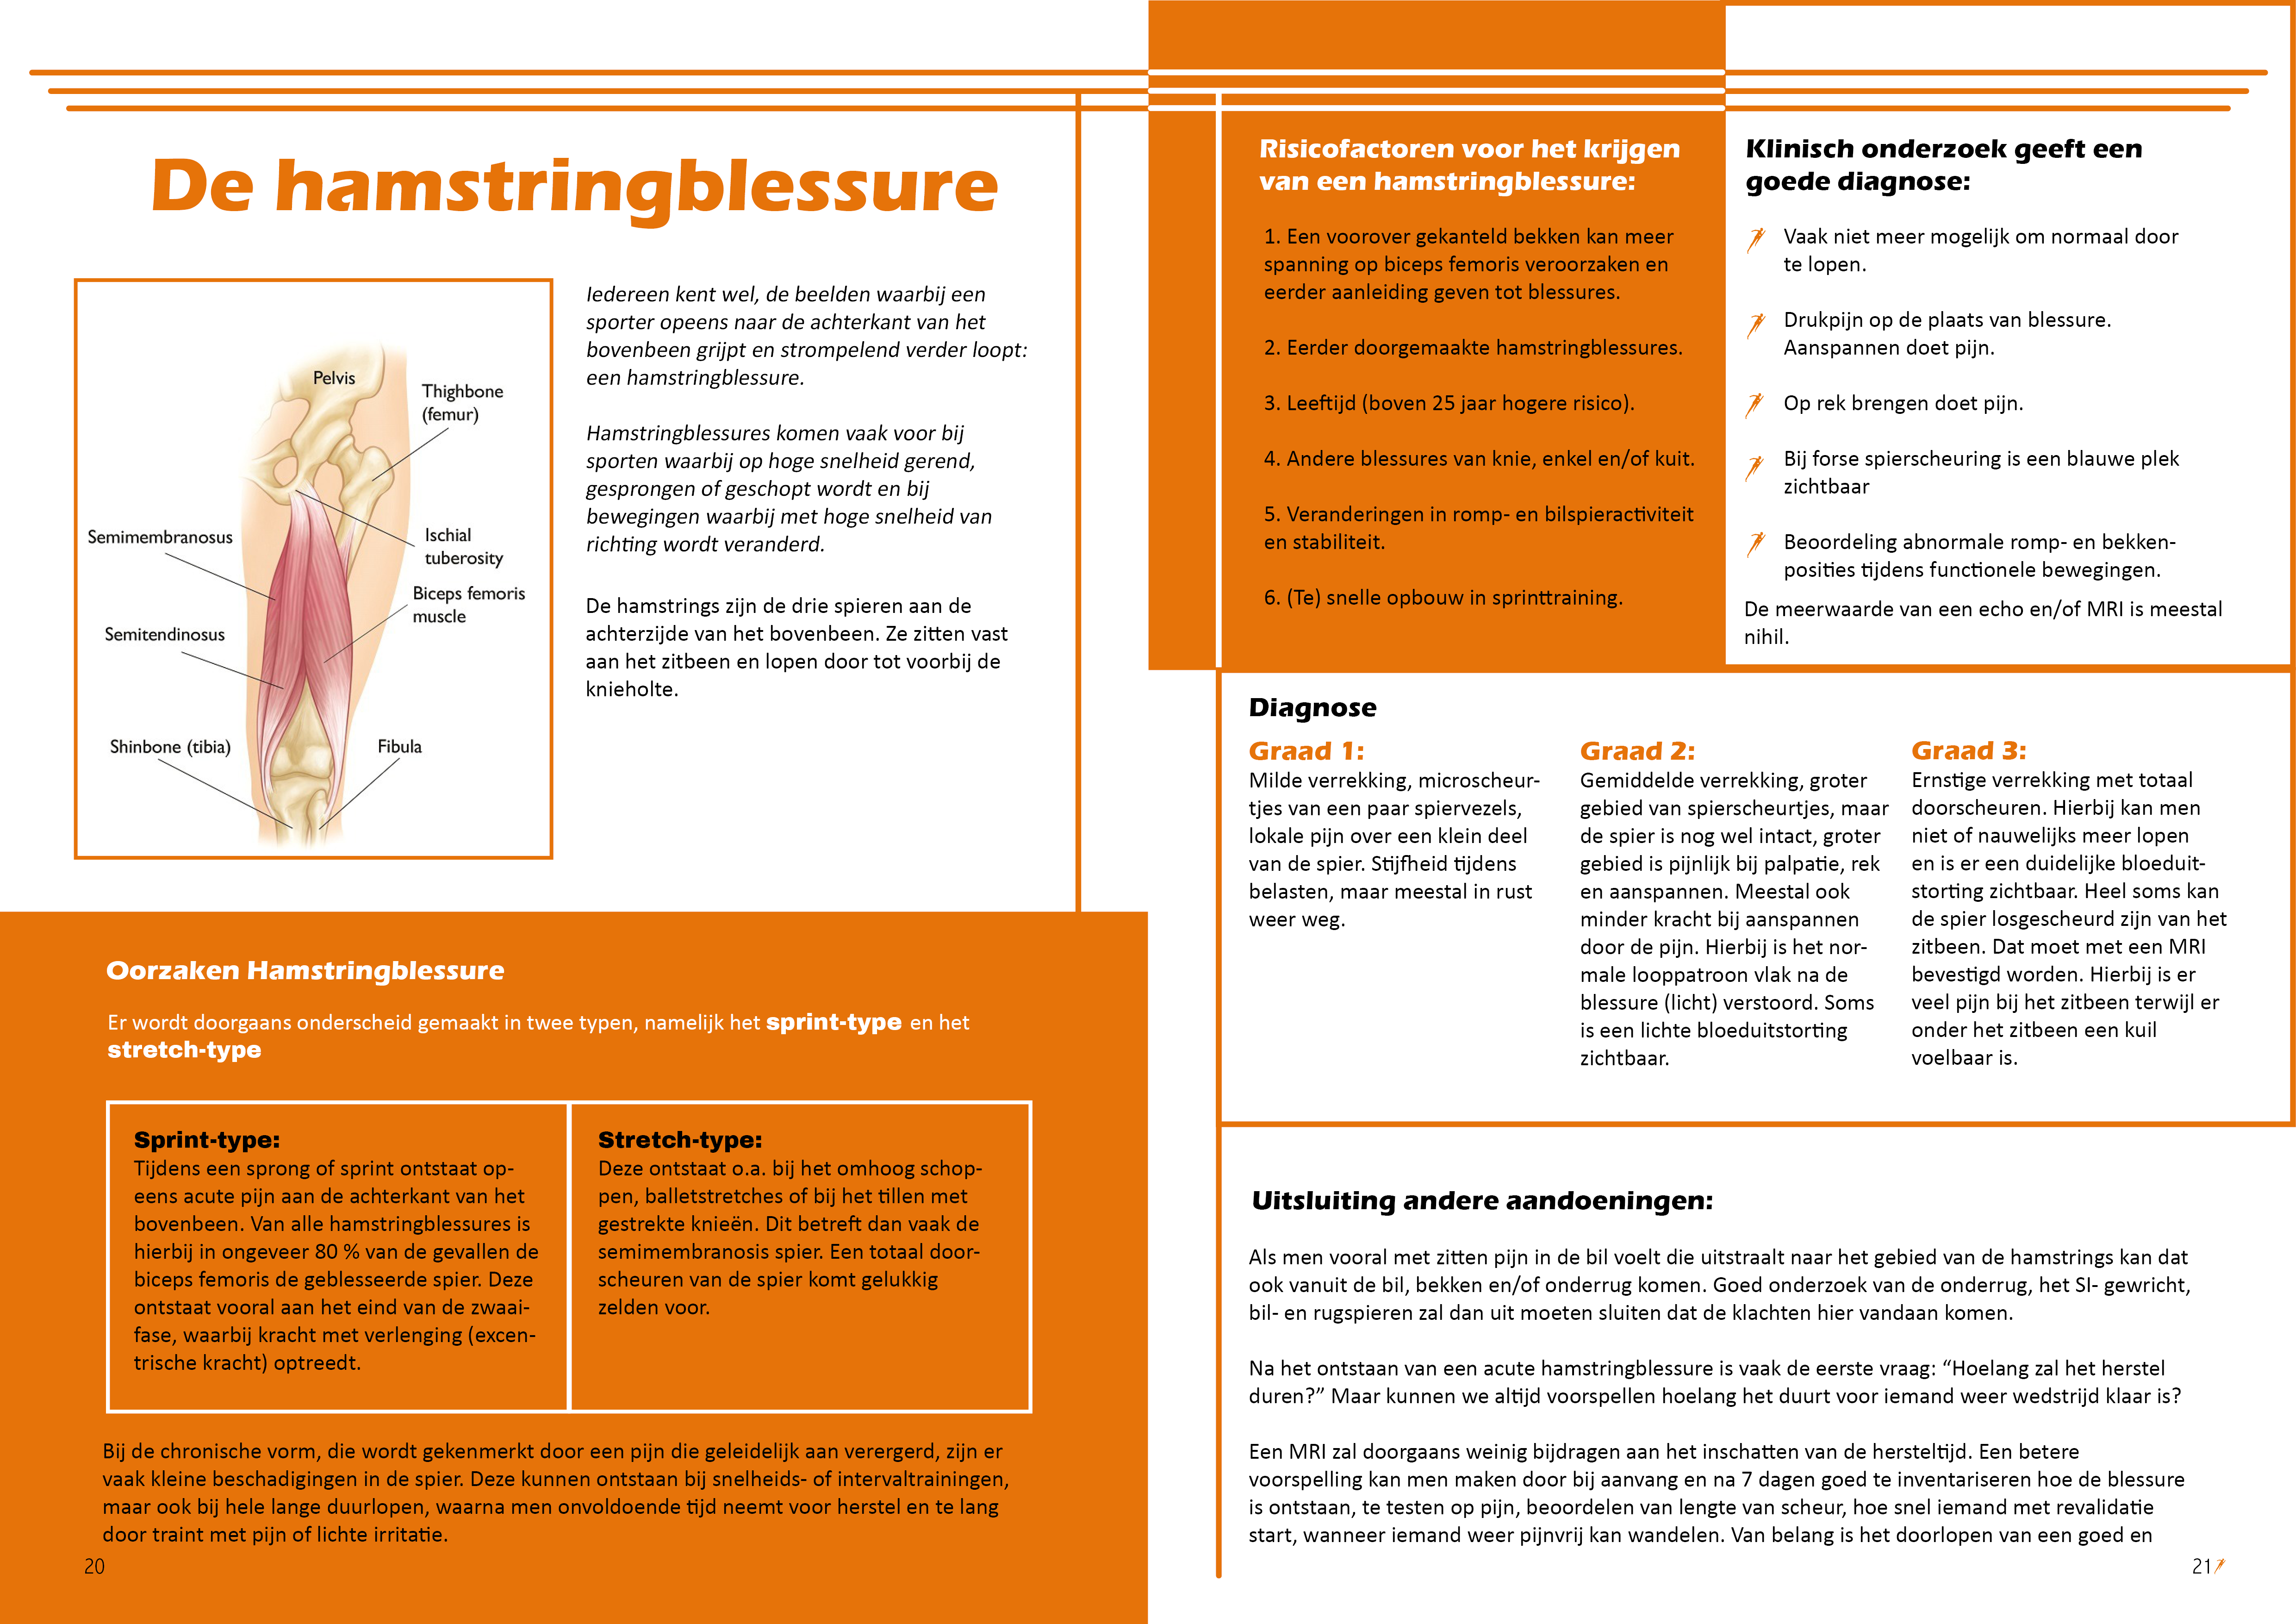 De hamstringblessure
Pelvis
Thighbone
(femur)
Semimembranosus
Ischial
tuberosity
Biceps femoris
muscle
Semitendinosus
Shinbone (tibia)
Fibula
Iedereen kent wel, de beelden waarbij een
sporter opeens naar de achterkant van het
bovenbeen grijpt en strompelend verder loopt:
een hamstringblessure.
Hamstringblessures komen vaak voor bij
sporten waarbij op hoge snelheid gerend,
gesprongen of geschopt wordt en bij
bewegingen waarbij met hoge snelheid van
richting wordt veranderd.
De hamstrings zijn de drie spieren aan de
achterzijde van het bovenbeen. Ze zitten vast
aan het zitbeen en lopen door tot voorbij de
knieholte.
Oorzaken Hamstringblessure
Er wordt doorgaans onderscheid gemaakt in twee typen, namelijk het sprint-type en het
stretch-type
Sprint-type:
Tijdens een sprong of sprint ontstaat op-
eens acute pijn aan de achterkant van het
bovenbeen. Van alle hamstringblessures is
hierbij in ongeveer 80 % van de gevallen de
biceps femoris de geblesseerde spier. Deze
ontstaat vooral aan het eind van de zwaai-
fase, waarbij kracht met verlenging (excen-
trische kracht) optreedt.
Stretch-type:
Deze ontstaat o.a. bij het omhoog schop-
pen, balletstretches of bij het tillen met
gestrekte knieën. Dit betreft dan vaak de
semimembranosis spier. Een totaal door-
scheuren van de spier komt gelukkig
zelden voor.
Bij de chronische vorm, die wordt gekenmerkt door een pijn die geleidelijk aan verergerd, zijn er
vaak kleine beschadigingen in de spier. Deze kunnen ontstaan bij snelheids- of intervaltrainingen,
maar ook bij hele lange duurlopen, waarna men onvoldoende tijd neemt voor herstel en te lang
door traint met pijn of lichte irritatie.
20
Risicofactoren voor het krijgen
van een hamstringblessure:
1. Een voorover gekanteld bekken kan meer
spanning op biceps femoris veroorzaken en
eerder aanleiding geven tot blessures.
2. Eerder doorgemaakte hamstringblessures.
3. Leeftijd (boven 25 jaar hogere risico).
4. Andere blessures van knie, enkel en/of kuit.
5. Veranderingen in romp- en bilspieractiviteit
en stabiliteit.
6. (Te) snelle opbouw in sprinttraining.
Klinisch onderzoek geeft een
goede diagnose:
Vaak niet meer mogelijk om normaal door
te lopen.
Drukpijn op de plaats van blessure.
Aanspannen doet pijn.
Op rek brengen doet pijn.
Bij forse spierscheuring is een blauwe plek
zichtbaar
Beoordeling abnormale romp- en bekken-
posities tijdens functionele bewegingen.
De meerwaarde van een echo en/of MRI is meestal
nihil.
Diagnose
Graad 1:
Milde verrekking, microscheur-
tjes van een paar spiervezels,
lokale pijn over een klein deel
van de spier. Stijfheid tijdens
belasten, maar meestal in rust
weer weg.
Graad 2:
Gemiddelde verrekking, groter
gebied van spierscheurtjes, maar
de spier is nog wel intact, groter
gebied is pijnlijk bij palpatie, rek
en aanspannen. Meestal ook
minder kracht bij aanspannen
door de pijn. Hierbij is het nor-
male looppatroon vlak na de
blessure (licht) verstoord. Soms
is een lichte bloeduitstorting
zichtbaar.
Graad 3:
Ernstige verrekking met totaal
doorscheuren. Hierbij kan men
niet of nauwelijks meer lopen
en is er een duidelijke bloeduit-
storting zichtbaar. Heel soms kan
de spier losgescheurd zijn van het
zitbeen. Dat moet met een MRI
bevestigd worden. Hierbij is er
veel pijn bij het zitbeen terwijl er
onder het zitbeen een kuil
voelbaar is.
Uitsluiting andere aandoeningen:
Als men vooral met zitten pijn in de bil voelt die uitstraalt naar het gebied van de hamstrings kan dat
ook vanuit de bil, bekken en/of onderrug komen. Goed onderzoek van de onderrug, het SI- gewricht,
bil- en rugspieren zal dan uit moeten sluiten dat de klachten hier vandaan komen.
Na het ontstaan van een acute hamstringblessure is vaak de eerste vraag: “Hoelang zal het herstel
duren?” Maar kunnen we altijd voorspellen hoelang het duurt voor iemand weer wedstrijd klaar is?
Een MRI zal doorgaans weinig bijdragen aan het inschatten van de hersteltijd. Een betere
voorspelling kan men maken door bij aanvang en na 7 dagen goed te inventariseren hoe de blessure
is ontstaan, te testen op pijn, beoordelen van lengte van scheur, hoe snel iemand met revalidatie
start, wanneer iemand weer pijnvrij kan wandelen. Van belang is het doorlopen van een goed en
21